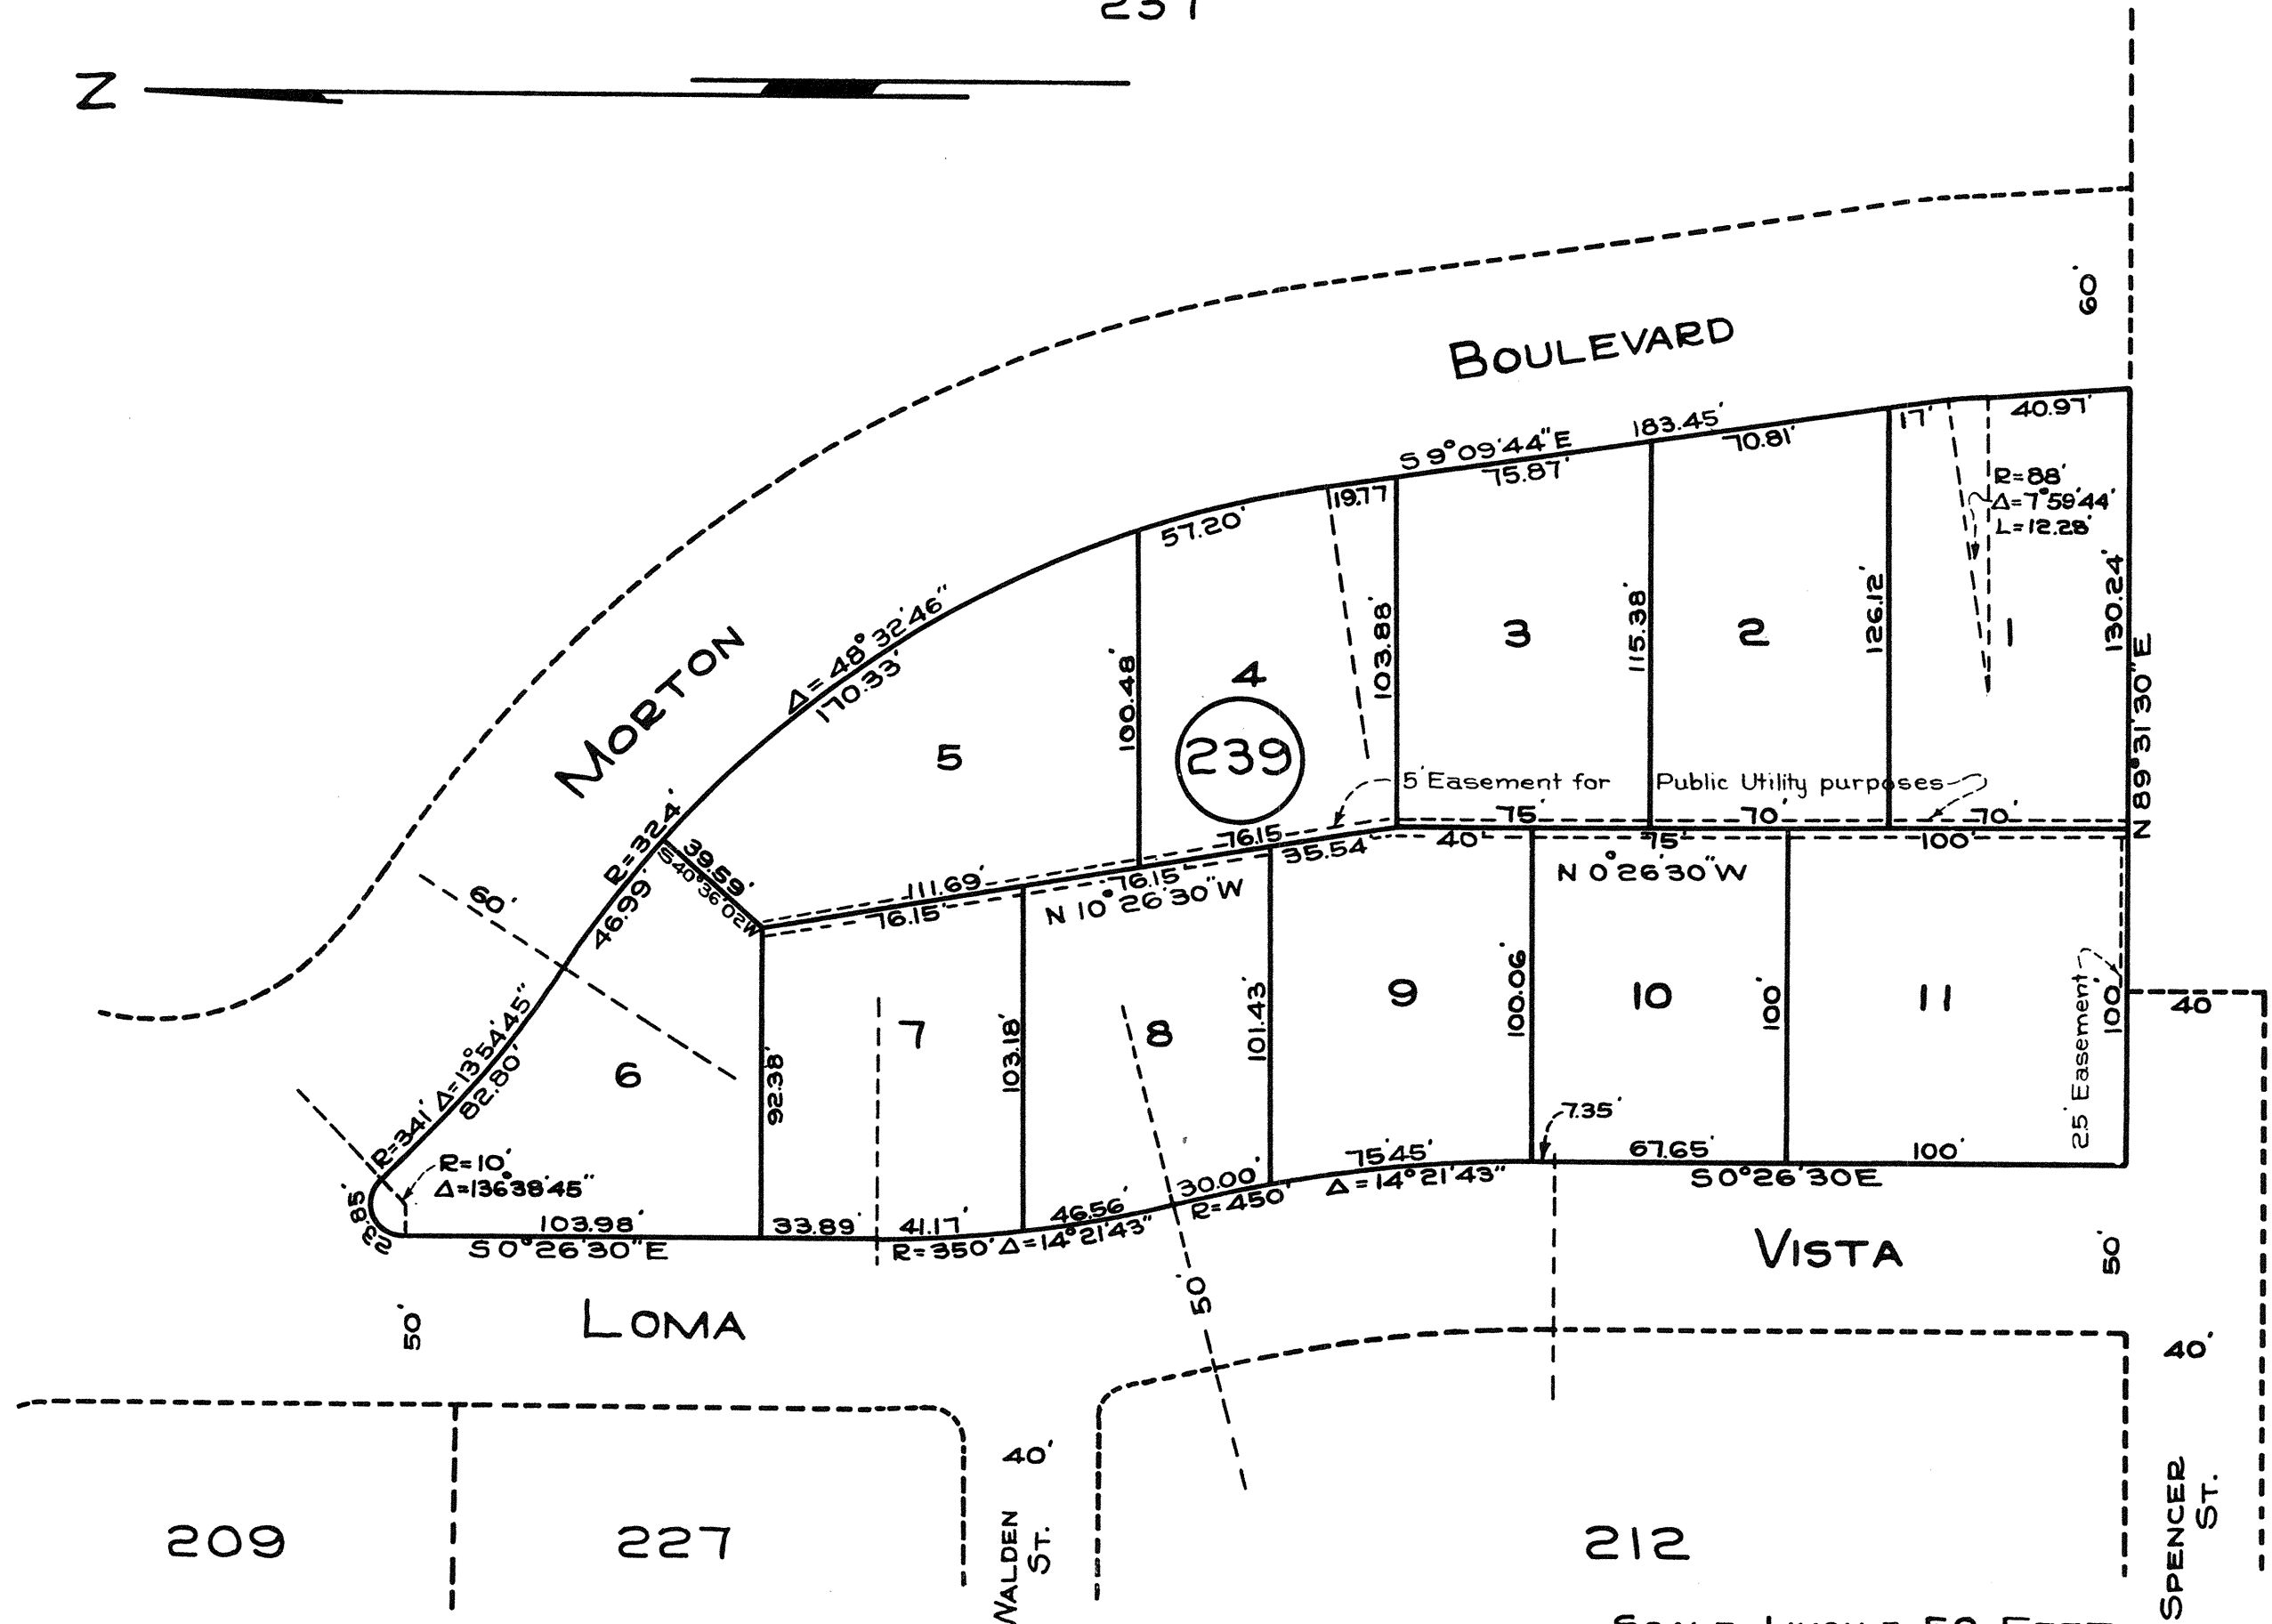 237
Z
60'
BOULEVARD
183.45'
S 9°09'44" E
40.97'
17'
70.81'
75.87'
19.77
57.20'
R=88'
Δ=7°59'44"
L=12.28'
Δ= 48°32'46"
170.33'
MORTON
100.48'
103.88'
115.38'
126.12'
130.24'
N 89°31'30" E
5
4
3
2
1
239
5' Easement for Public Utility purposes
R=324'
39.59'
S 40°36'02" W
46.99'
60'
111.69'
76.15'
76.15
76.15'
35.54'
N 10°26'30" W
75'
70'
70'
40'
75'
100'
N 0°26'30" W
6
7
8
9
10
11
92.38'
103.18'
101.43'
100.06'
100'
100'
2.5' Easement
40'
R=341' Δ=13°54'45"
82.80'
R=10'
Δ=136°38'45"
23.85'
103.98'
S 0°26'30" E
33.89'
41.17'
R=350' Δ=14°21'43"
46.56'
30.00'
R=450'
75.45'
Δ=14°21'43"
7.35'
67.65'
100'
S 0°26'30 E
50'
LOMA
50'
VISTA
50'
40'
40'
209
227
WALDEN
ST.
212
SPENCER
ST.